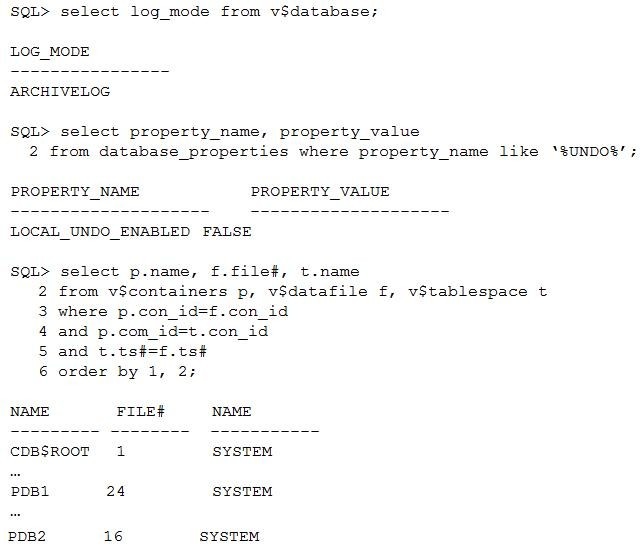 SQL> select log_mode from v$database;
LOG_MODE
----------------
ARCHIVELOG
SQL> select property_name, property_value
2 from database_properties where property_name like ‘%UNDO%’;
PROPERTY_NAME PROPERTY_VALUE
-------------------- --------------------
LOCAL_UNDO_ENABLED FALSE
SQL> select p.name, f.file#, t.name
2 from v$containers p, v$datafile f, v$tablespace t
3 where p.con_id=f.con_id
4 and p.com_id=t.con_id
5 and t.ts#=f.ts#
6 order by 1, 2;
NAME FILE# NAME
--------- -------- -----------
CDB$ROOT 1 SYSTEM
…
PDB1 24 SYSTEM
…
PDB2 16 SYSTEM